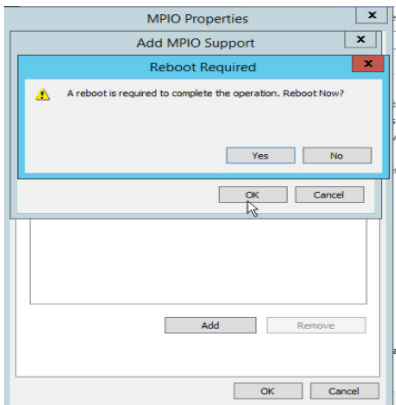 MPIO Properties
x
Add MPIO Support
x
Reboot Required
x
A reboot is required to complete the operation. Reboot Now?
Yes No
OK Cancel
Add Remove
OK Cancel